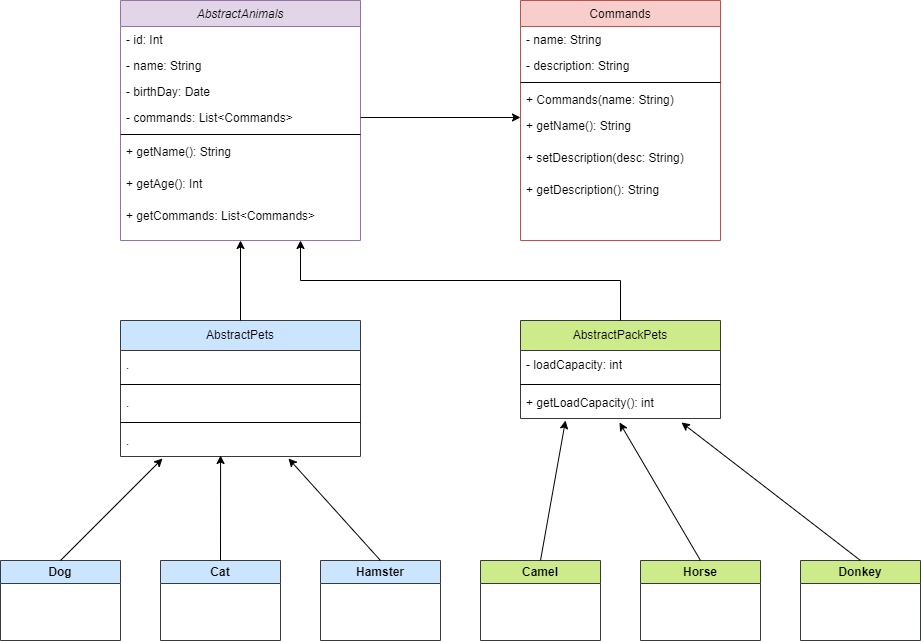 AbstractAnimals
- id: Int
- name: String
- birthDay: Date
- commands: List<Commands>
+ getName(): String
+ getAge(): Int
+ getCommands: List<Commands>
Commands
- name: String
- description: String
+ Commands(name: String)
+ getName(): String
+ setDescription(desc: String)
+ getDescription(): String
AbstractPets
.
.
.
AbstractPackPets
- loadCapacity: int
+ getLoadCapacity(): int
Dog
Cat
Hamster
Camel
Horse
Donkey